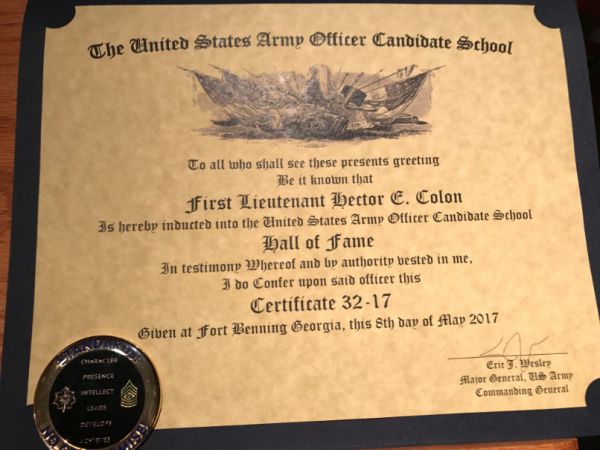 The United States Army Officer Candidate School
To all who shall see these presents greeting
Be it known that
First Lieutenant Hector E. Colon
Is hereby inducted into the United States Army Officer Candidate School
Hall of Fame
In testimony Whereof and by authority vested in me,
I do Confer upon said officer this
Certificate 32-17
Given at Fort Benning Georgia, this 8th day of May 2017
Eric J. Wesley
Major General, US Army
Commanding General
CHARACTER
PRESENCE
INTELLECT
LEADS
DEVELOPS
ACHIEVES